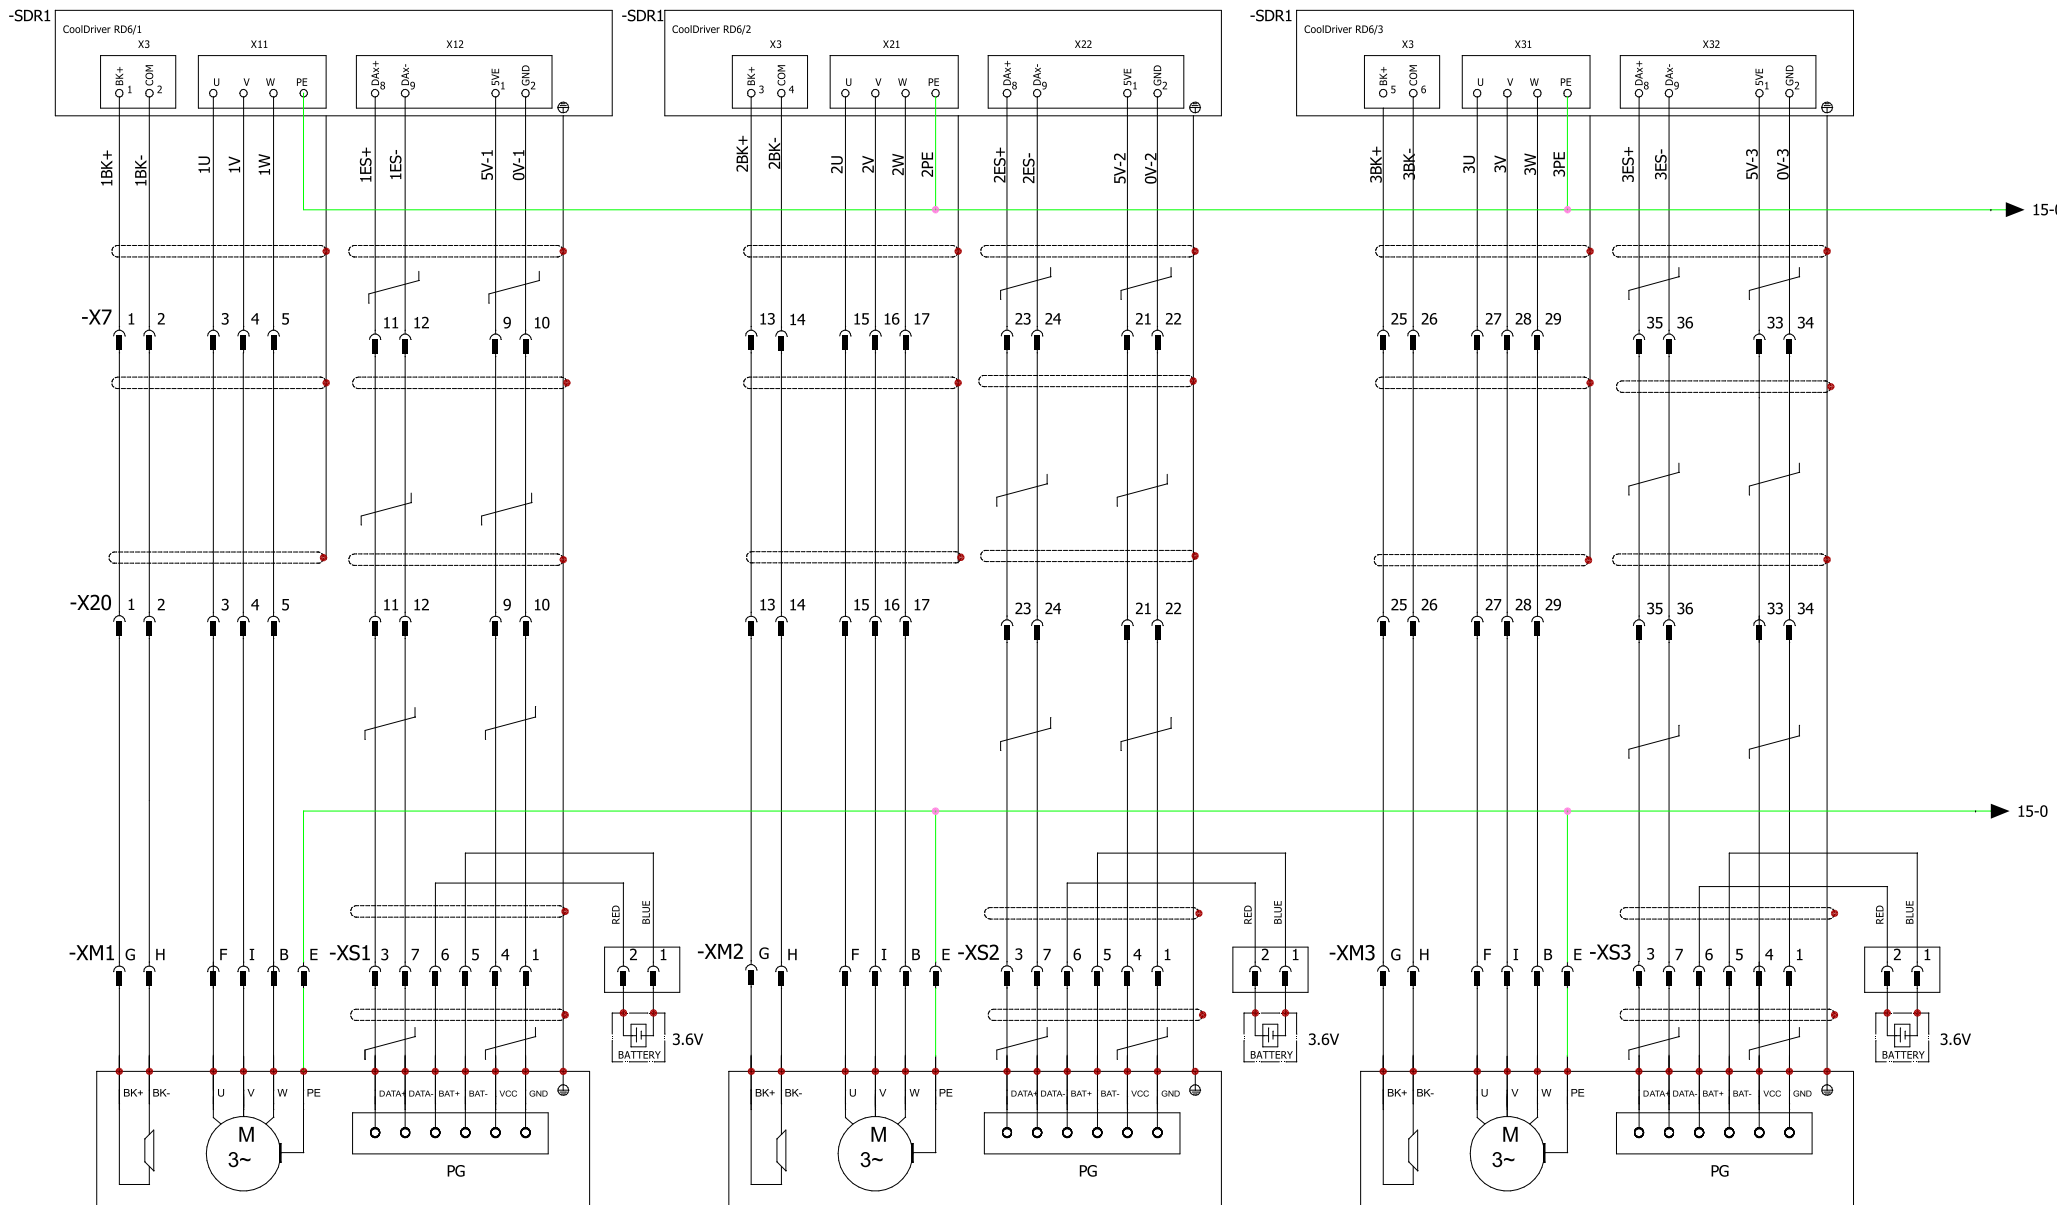 -SDR1 -SDR1 -SDR1
CoolDriver RD6/1 CoolDriver RD6/2 CoolDriver RD6/3
X3 X11 X12 X3 X21 X22 X3 X31 X32
BK+ COM U V W PE DAx+ DAx- 5VE GND BK+ COM U V W PE DAx+ DAx- 5VE GND BK+ COM U V W PE DAx+ DAx- 5VE GND
1 2 8 9 1 2 3 4 8 9 1 2 5 6 8 9 1 2
1BK+ 1BK- 1U 1V 1W 1ES+ 1ES- 5V-1 0V-1 2BK+ 2BK- 2U 2V 2W 2PE 2ES+ 2ES- 5V-2 0V-2 3BK+ 3BK- 3U 3V 3W 3PE 3ES+ 3ES- 5V-3 0V-3
15-0
-X7 1 2 3 4 5 11 12 9 10 13 14 15 16 17 23 24 21 22 25 26 27 28 29 35 36 33 34
-X20 1 2 3 4 5 11 12 9 10 13 14 15 16 17 23 24 21 22 25 26 27 28 29 35 36 33 34
15-0
RED BLUE RED BLUE RED BLUE
-XM1 G H F I B E -XS1 3 7 6 5 4 1 2 1 -XM2 G H F I B E -XS2 3 7 6 5 4 1 2 1 -XM3 G H F I B E -XS3 3 7 6 5 4 1 2 1
3.6V 3.6V 3.6V
BATTERY BATTERY BATTERY
BK+ BK- U V W PE DATA+ DATA- BAT+ BAT- VCC GND BK+ BK- U V W PE DATA+ DATA- BAT+ BAT- VCC GND BK+ BK- U V W PE DATA+ DATA- BAT+ BAT- VCC GND
M M M
3~ 3~ 3~
PG PG PG